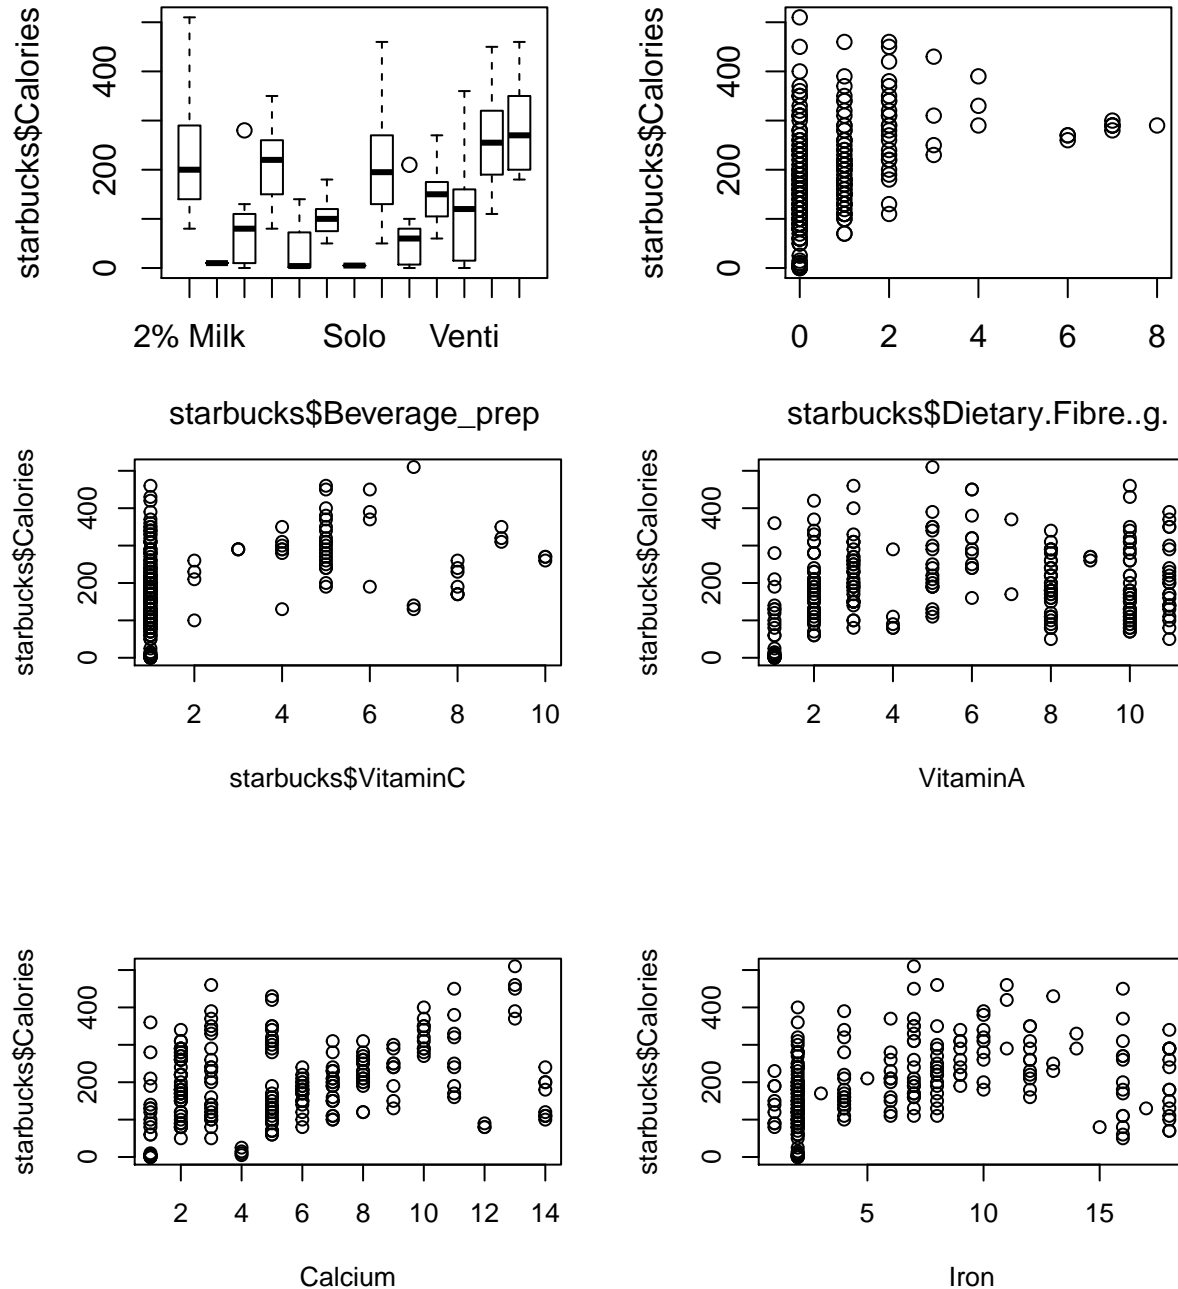 starbucks$Calories
0 200 400
2% Milk Solo Venti
starbucks$Beverage_prep
starbucks$Calories
0 200 400
0 2 4 6 8
starbucks$Dietary.Fibre..g.
starbucks$Calories
0 200 400
2 4 6 8 10
starbucks$VitaminC
starbucks$Calories
0 200 400
2 4 6 8 10
VitaminA
starbucks$Calories
0 200 400
2 4 6 8 10 12 14
Calcium
starbucks$Calories
0 200 400
5 10 15
Iron